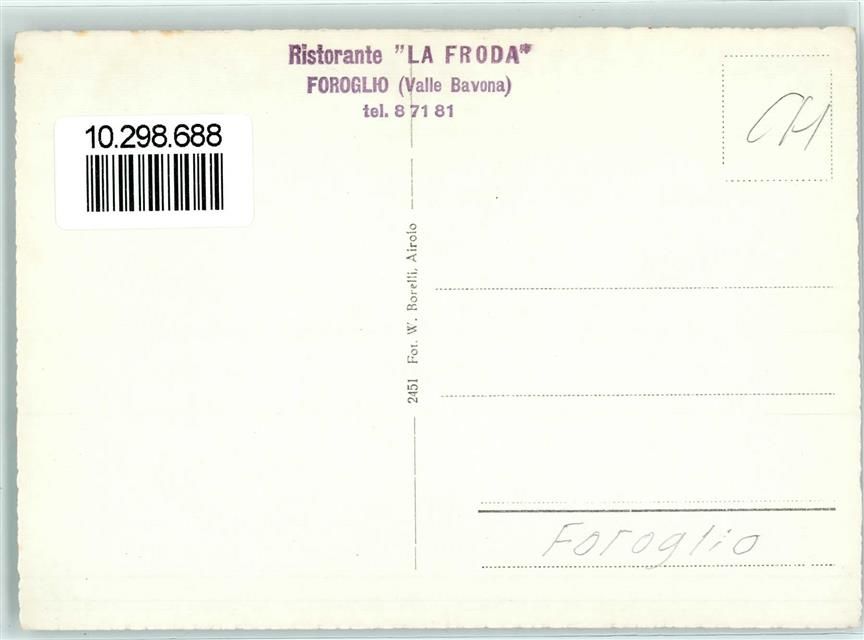 Ristorante "LA FRODA"
FOROGLIO (Valle Bavona)
tel. 8 71 81
10.298.688
CH
2451 Fot. W. Borelli, Airolo
Foroglio